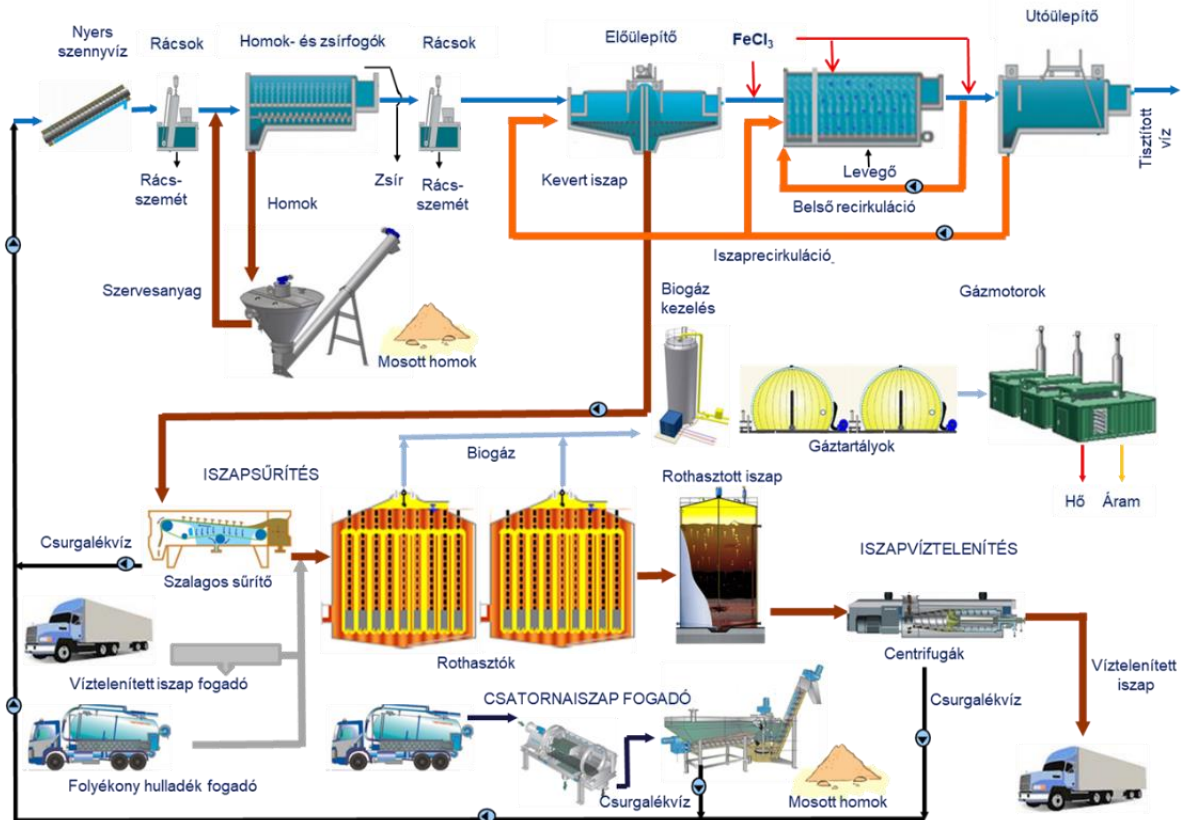 Nyers
szennyvíz
Rácsok
Homok- és zsírfogók
Rácsok
Előülepítő
FeCl₃
Utóülepítő
Tisztított
víz
Rács-
szemét
Homok
Zsír
Rács-
szemét
Kevert iszap
Levegő
Belső recirkuláció
Iszaprecirkuláció
Szervesanyag
Mosott homok
Biogáz
kezelés
Gázmotorok
Gáztartályok
Hő
Áram
Biogáz
ISZAPSŰRÍTÉS
Rothasztott iszap
ISZAPVÍZTELENÍTÉS
Csurgalékvíz
Szalagos sűrítő
Rothasztók
Centrifugák
Víztelenített
iszap
Víztelenített iszap fogadó
CSATORNAISZAP FOGADÓ
Csurgalékvíz
Folyékony hulladék fogadó
Csurgalékvíz
Mosott homok